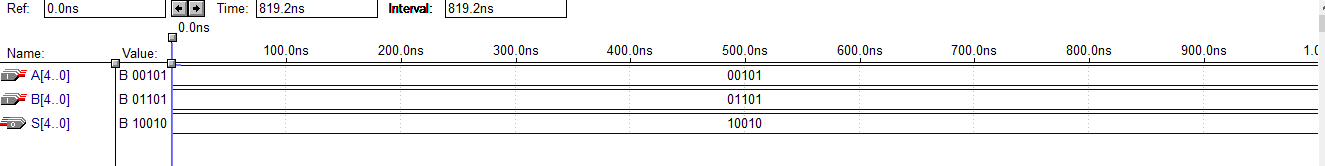 Ref: 0.0ns Time: 819.2ns Interval: 819.2ns
0.0ns
Name: Value: 100.0ns 200.0ns 300.0ns 400.0ns 500.0ns 600.0ns 700.0ns 800.0ns 900.0ns 1.0
A[4..0] B 00101 00101
B[4..0] B 01101 01101
S[4..0] B 10010 10010